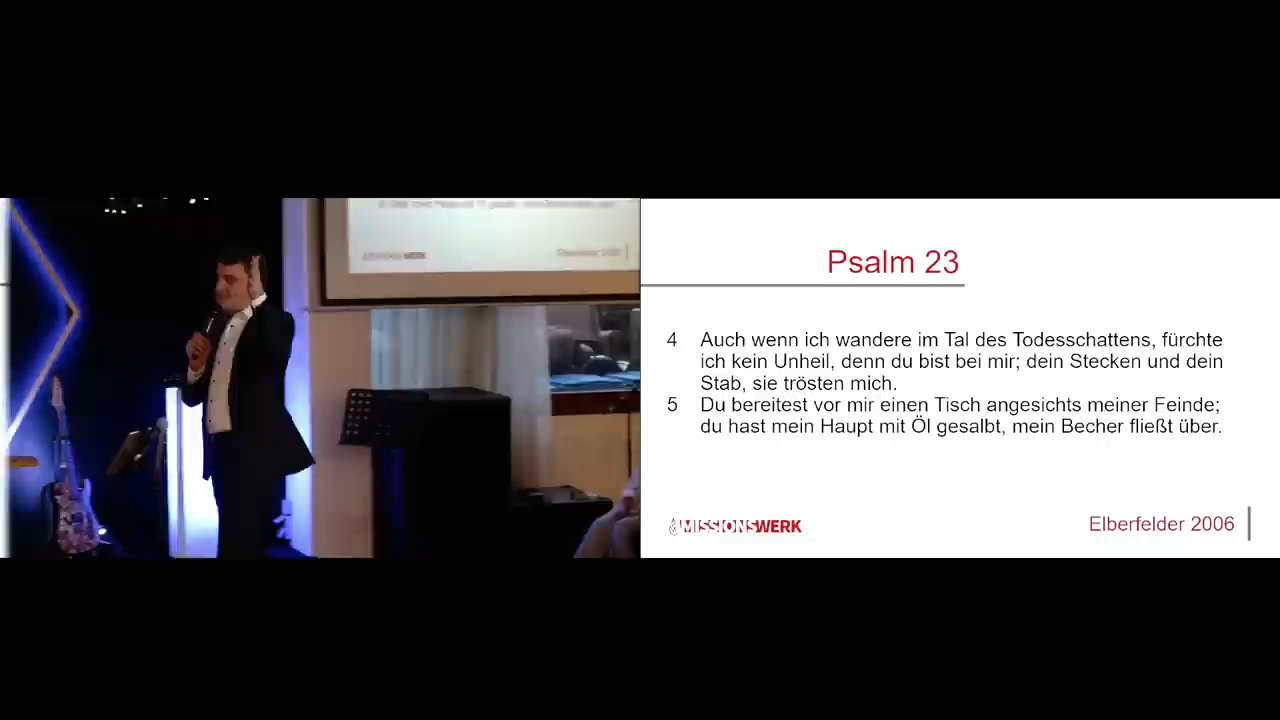 Psalm 23
4 Auch wenn ich wandere im Tal des Todesschattens, fürchte
ich kein Unheil, denn du bist bei mir; dein Stecken und dein
Stab, sie trösten mich.
5 Du bereitest vor mir einen Tisch angesichts meiner Feinde;
du hast mein Haupt mit Öl gesalbt, mein Becher fließt über.
MISSIONSWERK
Elberfelder 2006